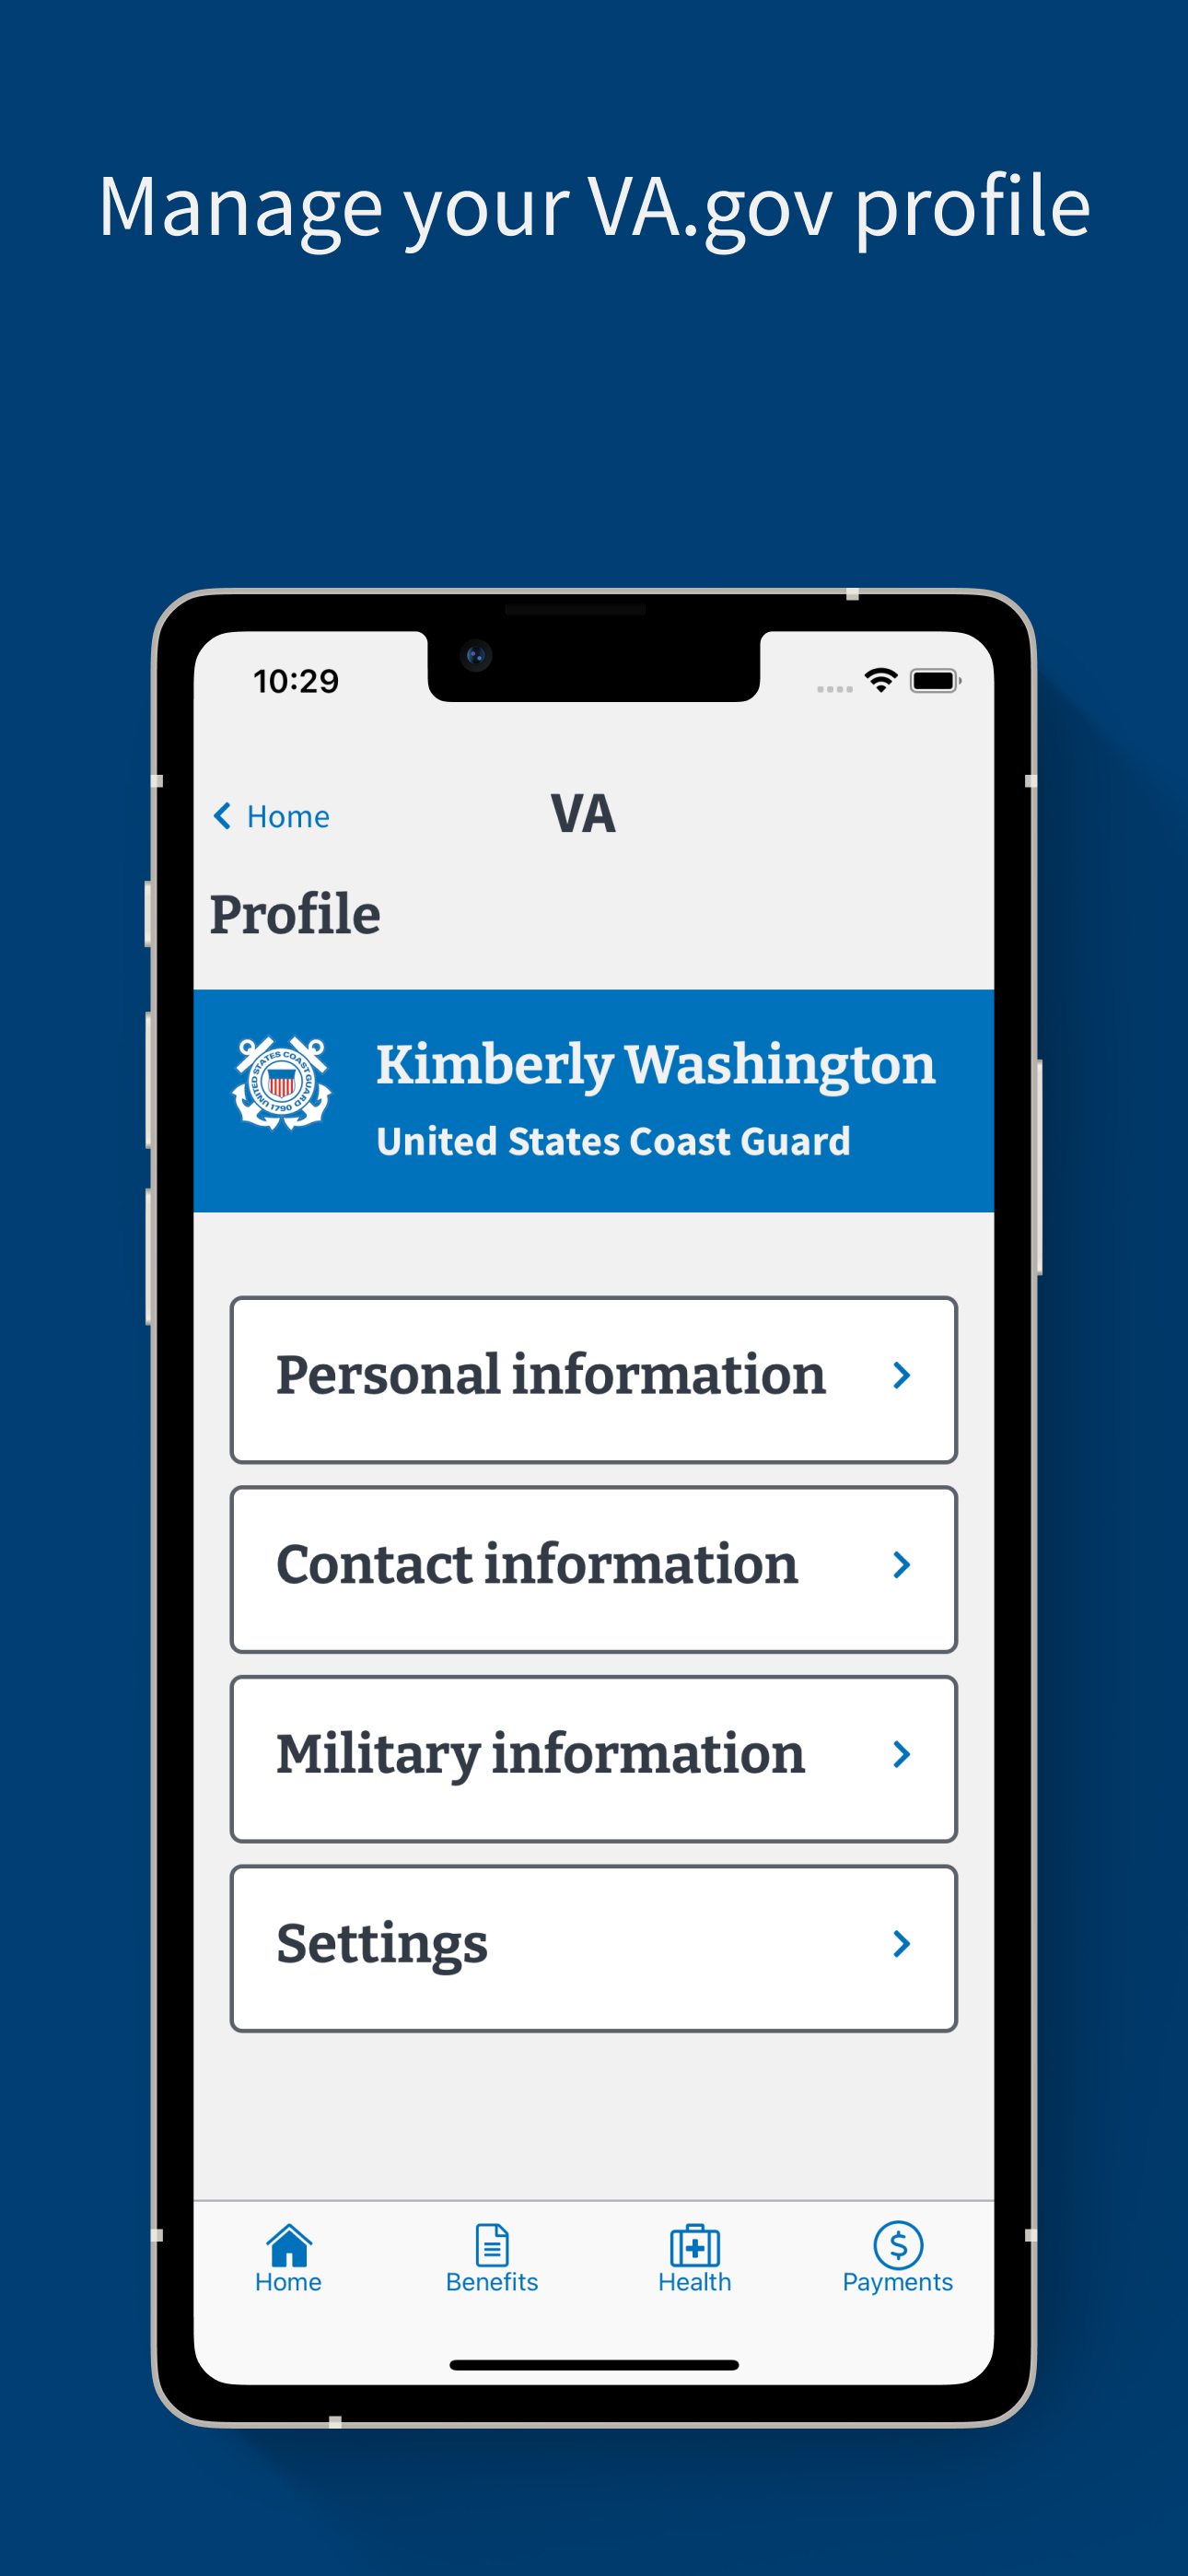 Manage your VA.gov profile
10:29
Home
VA
Profile
UNITED STATES COAST GUARD 1790
Kimberly Washington
United States Coast Guard
Personal information
Contact information
Military information
Settings
Home
Benefits
Health
Payments